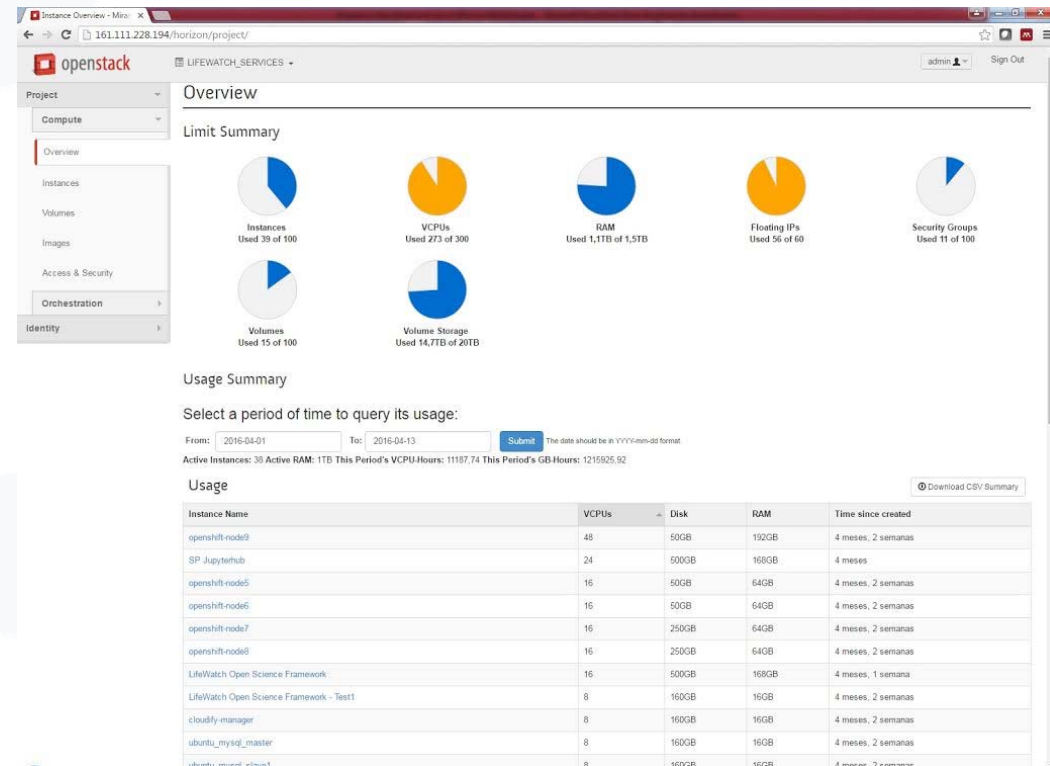 Instance Overview - Mira
161.111.228.194/horizon/project/
openstack
LIFEWATCH_SERVICES
admin
Sign Out
Project
Compute
Overview
Instances
Volumes
Images
Access & Security
Orchestration
Identity
Overview
Limit Summary
Instances
Used 39 of 100
VCPUs
Used 273 of 300
RAM
Used 1,1TB of 1,5TB
Floating IPs
Used 56 of 60
Security Groups
Used 11 of 100
Volumes
Used 15 of 100
Volume Storage
Used 14,7TB of 20TB
Usage Summary
Select a period of time to query its usage:
From: 2016-04-01 To: 2016-04-13 Submit The date should be in YYYY-mm-dd format.
Active Instances: 38 Active RAM: 1TB This Period's VCPU-Hours: 11187,74 This Period's GB-Hours: 1215925,92
Usage
Download CSV Summary
Instance Name VCPUs Disk RAM Time since created
openshift-node9 48 50GB 192GB 4 meses, 2 semanas
SP Jupyterhub 24 500GB 168GB 4 meses
openshift-node5 16 50GB 64GB 4 meses, 2 semanas
openshift-node6 16 50GB 64GB 4 meses, 2 semanas
openshift-node7 16 250GB 64GB 4 meses, 2 semanas
openshift-node8 16 250GB 64GB 4 meses, 2 semanas
LifeWatch Open Science Framework 16 500GB 168GB 4 meses, 1 semana
LifeWatch Open Science Framework - Test1 8 160GB 16GB 4 meses, 2 semanas
cloudify-manager 8 160GB 16GB 4 meses, 2 semanas
ubuntu_mysql_master 8 160GB 16GB 4 meses, 2 semanas
ubuntu_mysql_slave1 8 160GB 16GB 4 meses, 2 semanas